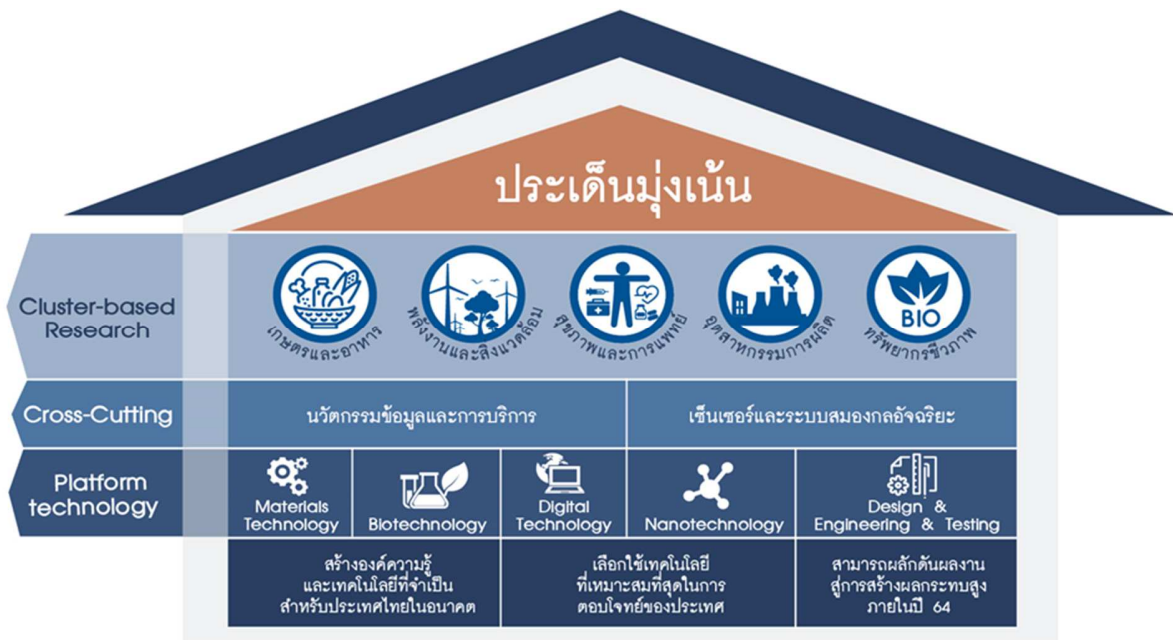 ประเด็นมุ่งเน้น
Cluster-based
Research
เกษตรและอาหาร
พลังงานและสิ่งแวดล้อม
สุขภาพและการแพทย์
อุตสาหกรรมการผลิต
BIO
ทรัพยากรชีวภาพ
Cross-Cutting
นวัตกรรมข้อมูลและการบริการ
เซ็นเซอร์และระบบสมองกลอัจฉริยะ
Platform
technology
Materials
Technology
Biotechnology
Digital
Technology
Nanotechnology
Design &
Engineering & Testing
สร้างองค์ความรู้
และเทคโนโลยีที่จำเป็น
สำหรับประเทศไทยในอนาคต
เลือกใช้เทคโนโลยี
ที่เหมาะสมที่สุดในการ
ตอบโจทย์ของประเทศ
สามารถผลักดันผลงาน
สู่การสร้างผลกระทบสูง
ภายในปี 64